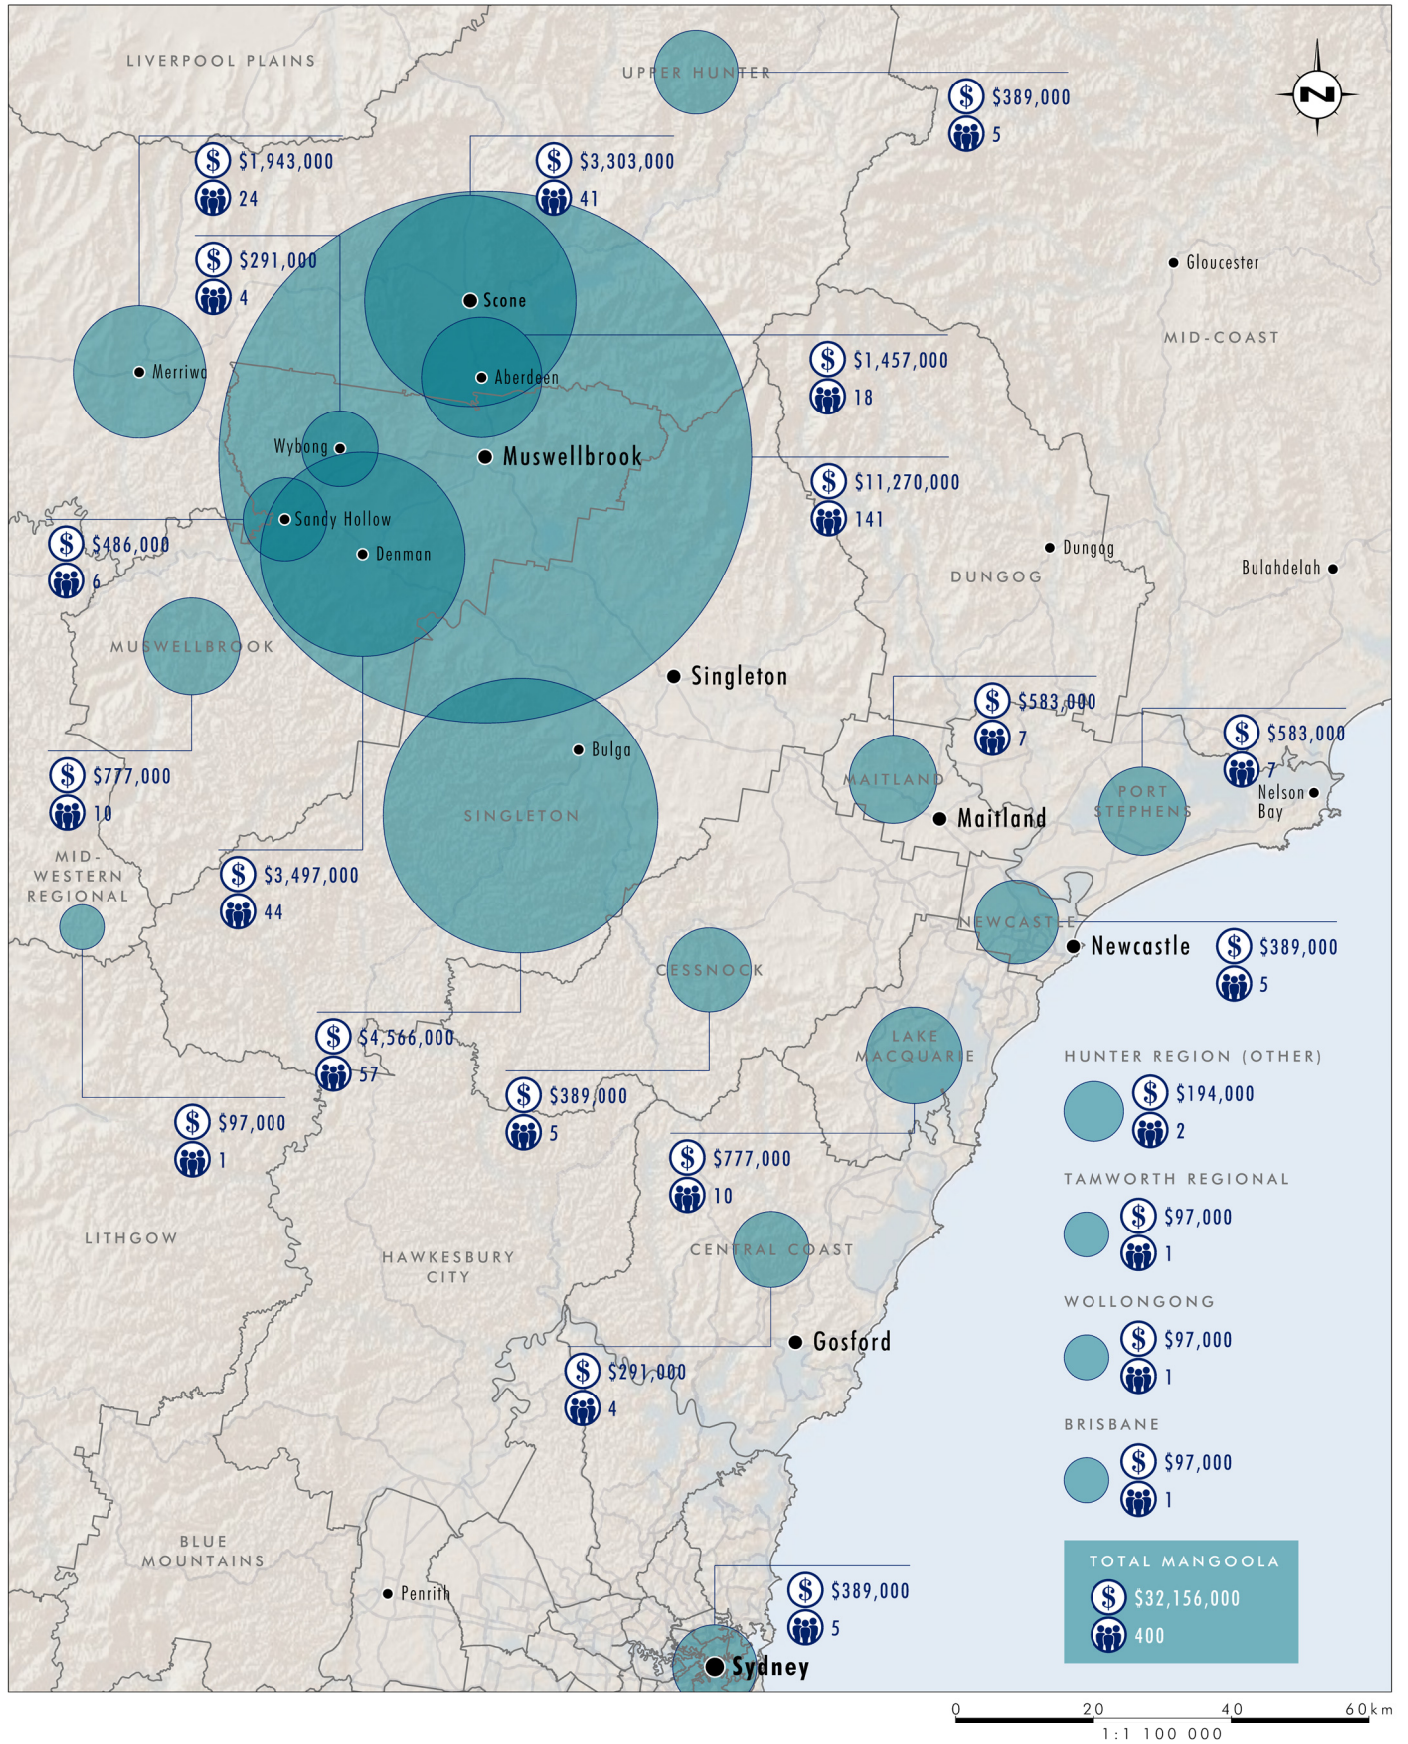 LIVERPOOL PLAINS
UPPER HUNTER
$389,000
5
N
$1,943,000
24
$3,303,000
41
$291,000
4
Gloucester
Scone
MID-COAST
Merriwa
Aberdeen
$1,457,000
18
Wybong
Muswellbrook
$11,270,000
141
Sandy Hollow
$486,000
6
Denman
Dungog
DUNGOG
Bulahdelah
MUSWELLBROOK
Singleton
$583,000
7
$583,000
7
Bulga
$777,000
10
MAITLAND
PORT
STEPHENS
Nelson
Bay
SINGLETON
Maitland
MID-
WESTERN
REGIONAL
$3,497,000
44
NEWCASTLE
Newcastle
$389,000
5
CESSNOCK
$4,566,000
57
LAKE
MACQUARIE
HUNTER REGION (OTHER)
$194,000
2
$97,000
1
$389,000
5
$777,000
10
TAMWORTH REGIONAL
$97,000
1
LITHGOW
HAWKESBURY
CITY
CENTRAL COAST
WOLLONGONG
$97,000
1
Gosford
$291,000
4
BRISBANE
$97,000
1
BLUE
MOUNTAINS
Penrith
$389,000
5
Sydney
TOTAL MANGOOLA
$32,156,000
400
0 20 40 60km
1:1 100 000